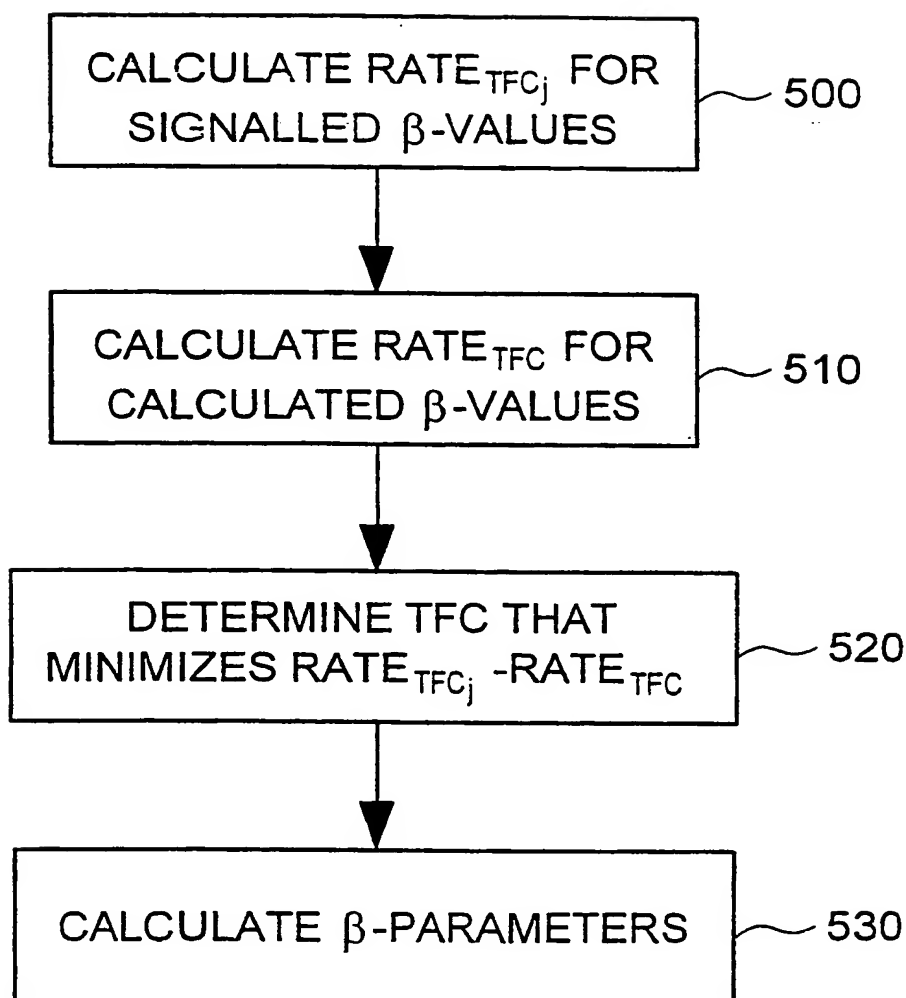 CALCULATE RATE_TFCj FOR
SIGNALLED β-VALUES
500
CALCULATE RATE_TFC FOR
CALCULATED β-VALUES
510
DETERMINE TFC THAT
MINIMIZES RATE_TFCj -RATE_TFC
520
CALCULATE β-PARAMETERS
530